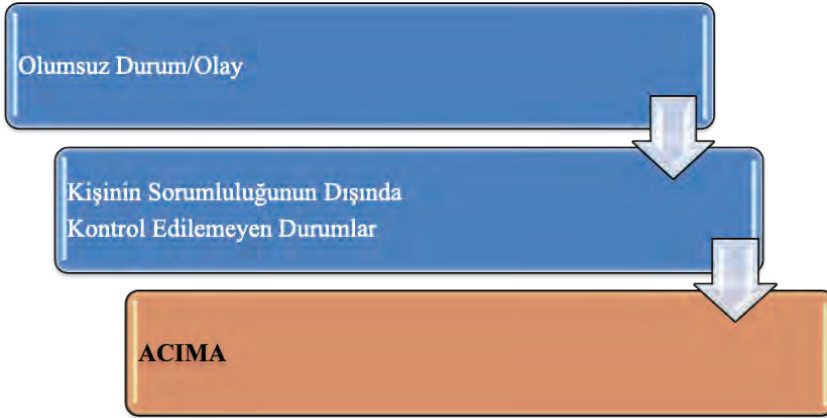 Olumsuz Durum/Olay
Kişinin Sorumluluğunun Dışında
Kontrol Edilemeyen Durumlar
ACIMA